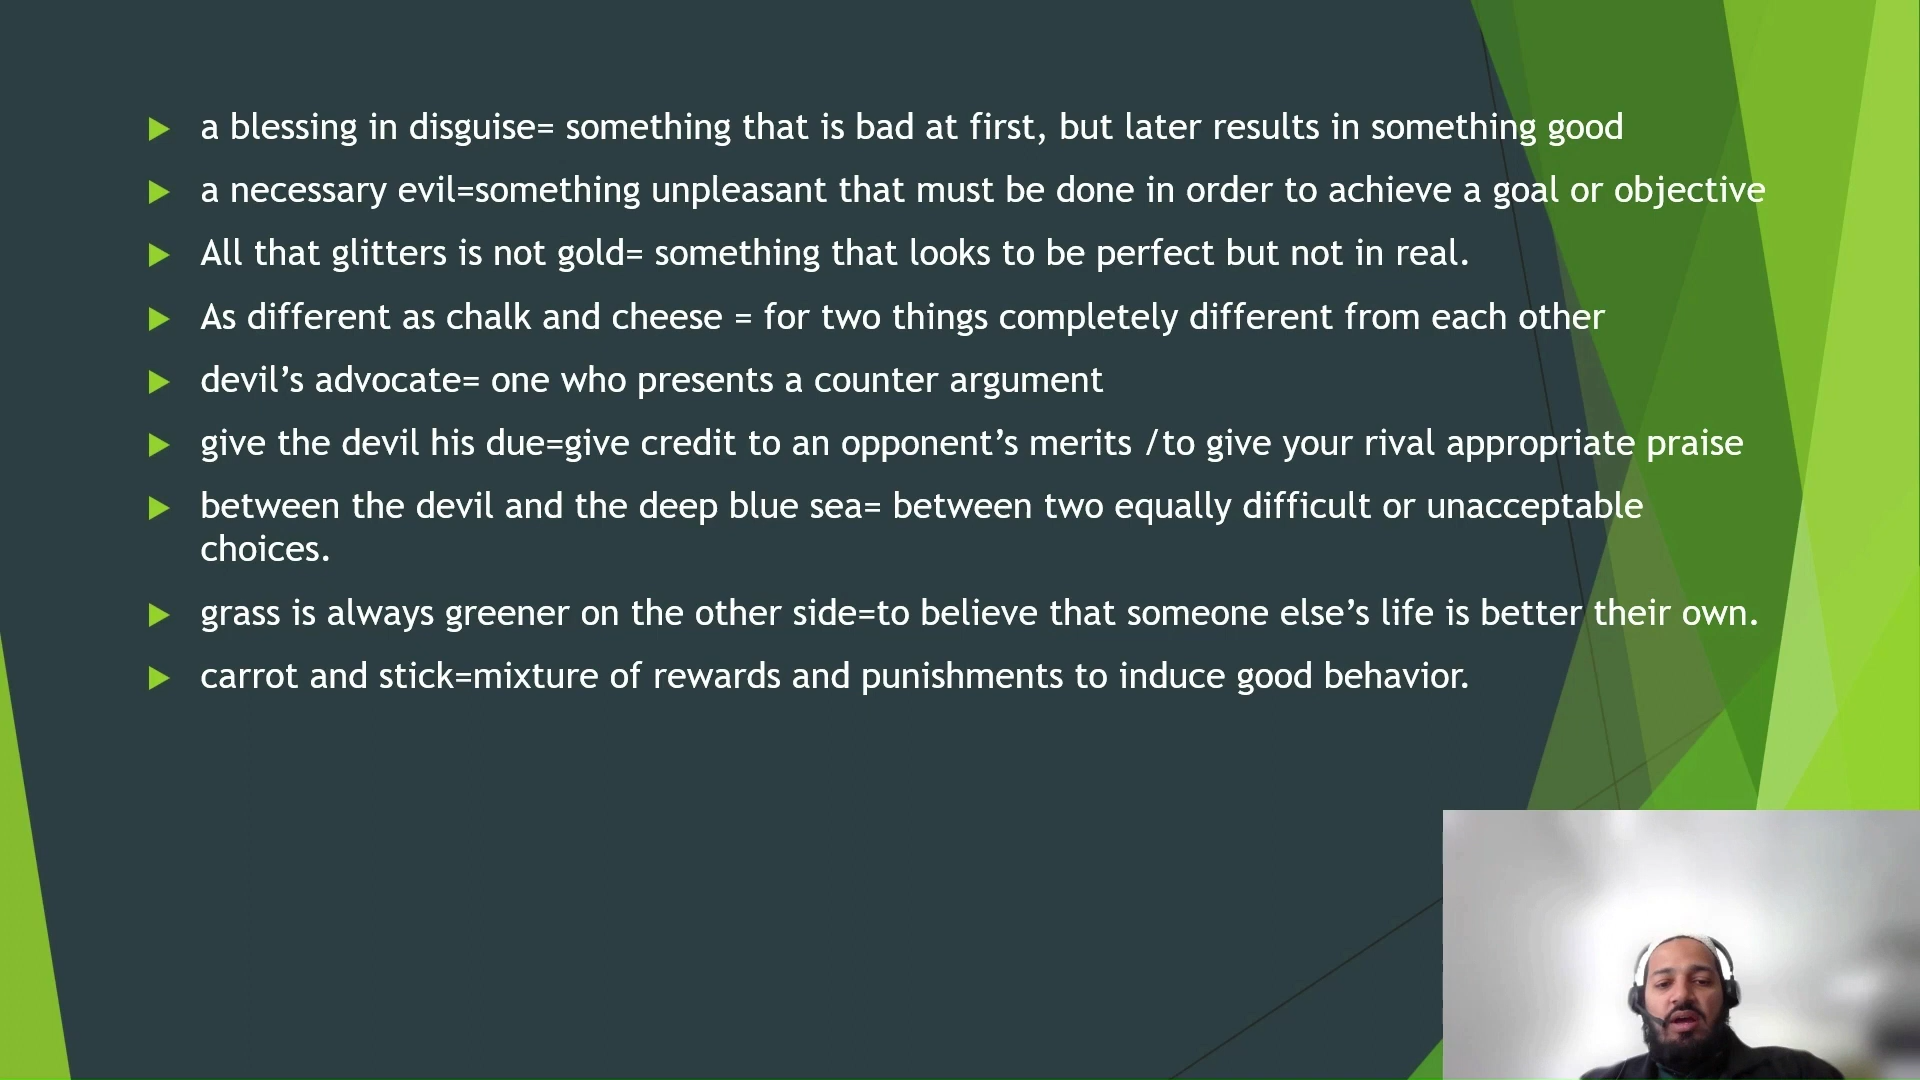 a blessing in disguise= something that is bad at first, but later results in something good
a necessary evil=something unpleasant that must be done in order to achieve a goal or objective
All that glitters is not gold= something that looks to be perfect but not in real.
As different as chalk and cheese = for two things completely different from each other
devil’s advocate= one who presents a counter argument
give the devil his due=give credit to an opponent’s merits /to give your rival appropriate praise
between the devil and the deep blue sea= between two equally difficult or unacceptable
choices.
grass is always greener on the other side=to believe that someone else’s life is better their own.
carrot and stick=mixture of rewards and punishments to induce good behavior.